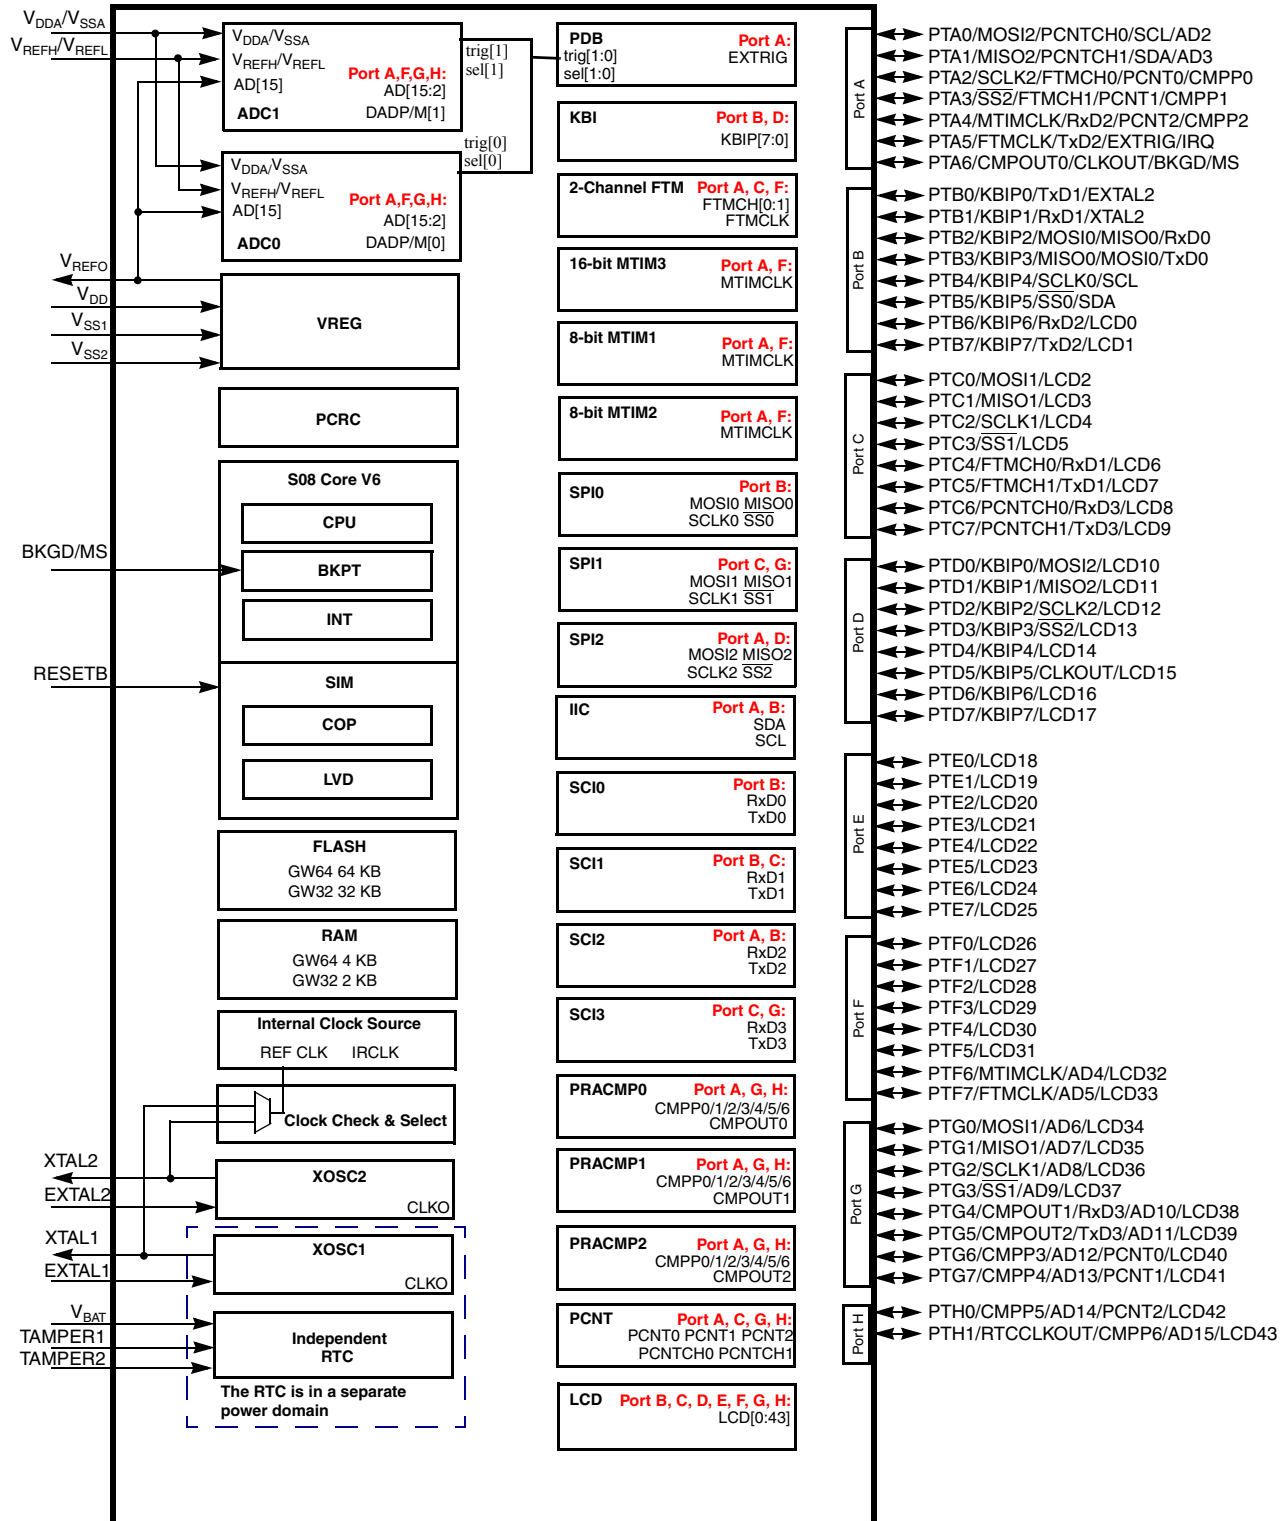 V_DDA/V_SSA
V_REFH/V_REFL
V_REFO
V_DD
V_SS1
V_SS2
BKGD/MS
RESETB
XTAL2
EXTAL2
XTAL1
EXTAL1
V_BAT
TAMPER1
TAMPER2
V_DDA/V_SSA
V_REFH/V_REFL
Port A,F,G,H:
AD[15]
AD[15:2]
ADC1
DADP/M[1]
trig[1]
sel[1]
V_DDA/V_SSA
V_REFH/V_REFL
Port A,F,G,H:
AD[15]
AD[15:2]
ADC0
DADP/M[0]
trig[0]
sel[0]
VREG
PCRC
S08 Core V6
CPU
BKPT
INT
SIM
COP
LVD
FLASH
GW64 64 KB
GW32 32 KB
RAM
GW64 4 KB
GW32 2 KB
Internal Clock Source
REF CLK IRCLK
Clock Check & Select
XOSC2
CLKO
XOSC1
CLKO
Independent
RTC
The RTC is in a separate
power domain
PDB Port A:
trig[1:0] EXTRIG
sel[1:0]
KBI Port B, D:
KBIP[7:0]
2-Channel FTM Port A, C, F:
FTMCH[0:1]
FTMCLK
16-bit MTIM3 Port A, F:
MTIMCLK
8-bit MTIM1 Port A, F:
MTIMCLK
8-bit MTIM2 Port A, F:
MTIMCLK
SPI0 Port B:
MOSI0 MISO0
SCLK0 SS0
SPI1 Port C, G:
MOSI1 MISO1
SCLK1 SS1
SPI2 Port A, D:
MOSI2 MISO2
SCLK2 SS2
IIC Port A, B:
SDA
SCL
SCI0 Port B:
RxD0
TxD0
SCI1 Port B, C:
RxD1
TxD1
SCI2 Port A, B:
RxD2
TxD2
SCI3 Port C, G:
RxD3
TxD3
PRACMP0 Port A, G, H:
CMPP0/1/2/3/4/5/6
CMPOUT0
PRACMP1 Port A, G, H:
CMPP0/1/2/3/4/5/6
CMPOUT1
PRACMP2 Port A, G, H:
CMPP0/1/2/3/4/5/6
CMPOUT2
PCNT Port A, C, G, H:
PCNT0 PCNT1 PCNT2
PCNTCH0 PCNTCH1
LCD Port B, C, D, E, F, G, H:
LCD[0:43]
Port A
PTA0/MOSI2/PCNTCH0/SCL/AD2
PTA1/MISO2/PCNTCH1/SDA/AD3
PTA2/SCLK2/FTMCH0/PCNT0/CMPP0
PTA3/SS2/FTMCH1/PCNT1/CMPP1
PTA4/MTIMCLK/RxD2/PCNT2/CMPP2
PTA5/FTMCLK/TxD2/EXTRIG/IRQ
PTA6/CMPOUT0/CLKOUT/BKGD/MS
Port B
PTB0/KBIP0/TxD1/EXTAL2
PTB1/KBIP1/RxD1/XTAL2
PTB2/KBIP2/MOSI0/MISO0/RxD0
PTB3/KBIP3/MISO0/MOSI0/TxD0
PTB4/KBIP4/SCLK0/SCL
PTB5/KBIP5/SS0/SDA
PTB6/KBIP6/RxD2/LCD0
PTB7/KBIP7/TxD2/LCD1
Port C
PTC0/MOSI1/LCD2
PTC1/MISO1/LCD3
PTC2/SCLK1/LCD4
PTC3/SS1/LCD5
PTC4/FTMCH0/RxD1/LCD6
PTC5/FTMCH1/TxD1/LCD7
PTC6/PCNTCH0/RxD3/LCD8
PTC7/PCNTCH1/TxD3/LCD9
Port D
PTD0/KBIP0/MOSI2/LCD10
PTD1/KBIP1/MISO2/LCD11
PTD2/KBIP2/SCLK2/LCD12
PTD3/KBIP3/SS2/LCD13
PTD4/KBIP4/LCD14
PTD5/KBIP5/CLKOUT/LCD15
PTD6/KBIP6/LCD16
PTD7/KBIP7/LCD17
Port E
PTE0/LCD18
PTE1/LCD19
PTE2/LCD20
PTE3/LCD21
PTE4/LCD22
PTE5/LCD23
PTE6/LCD24
PTE7/LCD25
Port F
PTF0/LCD26
PTF1/LCD27
PTF2/LCD28
PTF3/LCD29
PTF4/LCD30
PTF5/LCD31
PTF6/MTIMCLK/AD4/LCD32
PTF7/FTMCLK/AD5/LCD33
Port G
PTG0/MOSI1/AD6/LCD34
PTG1/MISO1/AD7/LCD35
PTG2/SCLK1/AD8/LCD36
PTG3/SS1/AD9/LCD37
PTG4/CMPOUT1/RxD3/AD10/LCD38
PTG5/CMPOUT2/TxD3/AD11/LCD39
PTG6/CMPP3/AD12/PCNT0/LCD40
PTG7/CMPP4/AD13/PCNT1/LCD41
Port H
PTH0/CMPP5/AD14/PCNT2/LCD42
PTH1/RTCCLKOUT/CMPP6/AD15/LCD43